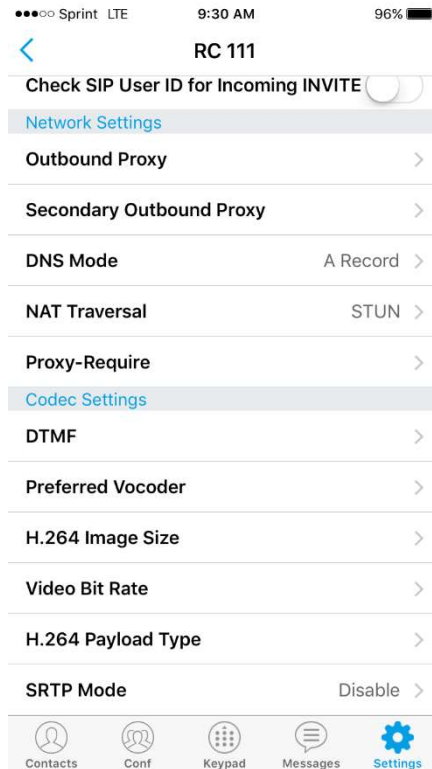 Sprint LTE 9:30 AM 96%
RC 111
Check SIP User ID for Incoming INVITE
Network Settings
Outbound Proxy
Secondary Outbound Proxy
DNS Mode A Record
NAT Traversal STUN
Proxy-Require
Codec Settings
DTMF
Preferred Vocoder
H.264 Image Size
Video Bit Rate
H.264 Payload Type
SRTP Mode Disable
Contacts Conf Keypad Messages Settings